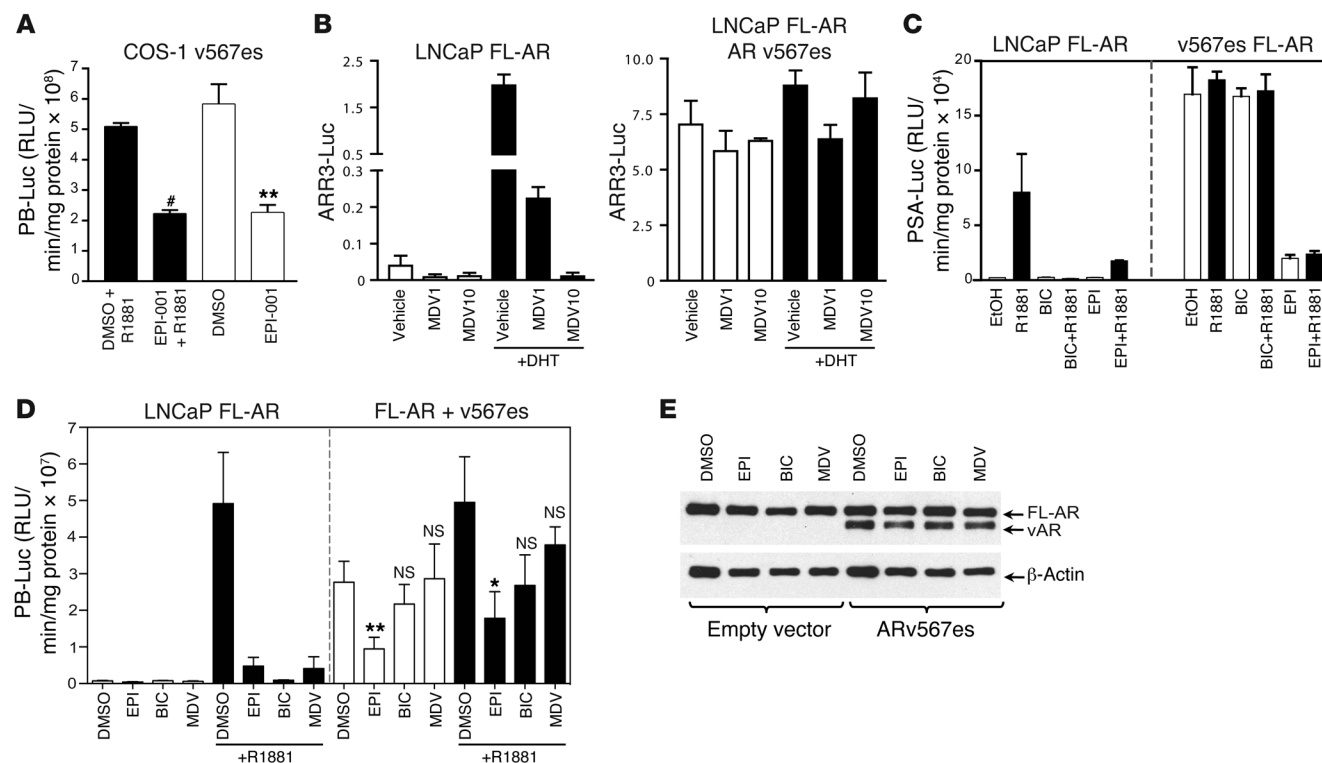 A
COS-1 v567es
PB-Luc (RLU/
min/mg protein × 10⁸)
7
6
5
4
3
2
1
0
#
**
DMSO +
R1881
EPI-001
+ R1881
DMSO
EPI-001
B
LNCaP FL-AR
ARR3-Luc
2.5
1.5
0.5
0.3
0.2
0.1
0
Vehicle
MDV1
MDV10
Vehicle
MDV1
MDV10
+DHT
LNCaP FL-AR
AR v567es
ARR3-Luc
10.0
7.5
5.0
2.5
0
Vehicle
MDV1
MDV10
Vehicle
MDV1
MDV10
+DHT
C
LNCaP FL-AR
v567es FL-AR
PSA-Luc (RLU/
min/mg protein × 10⁴)
20
15
10
5
0
EtOH
R1881
BIC
BIC+R1881
EPI
EPI+R1881
EtOH
R1881
BIC
BIC+R1881
EPI
EPI+R1881
D
LNCaP FL-AR
FL-AR + v567es
PB-Luc (RLU/
min/mg protein × 10⁷)
7
6
5
4
3
2
1
0
**
NS
NS
*
NS
NS
DMSO
EPI
BIC
MDV
DMSO
EPI
BIC
MDV
DMSO
EPI
BIC
MDV
DMSO
EPI
BIC
MDV
+R1881
+R1881
E
DMSO
EPI
BIC
MDV
DMSO
EPI
BIC
MDV
FL-AR
vAR
β-Actin
Empty vector
ARv567es